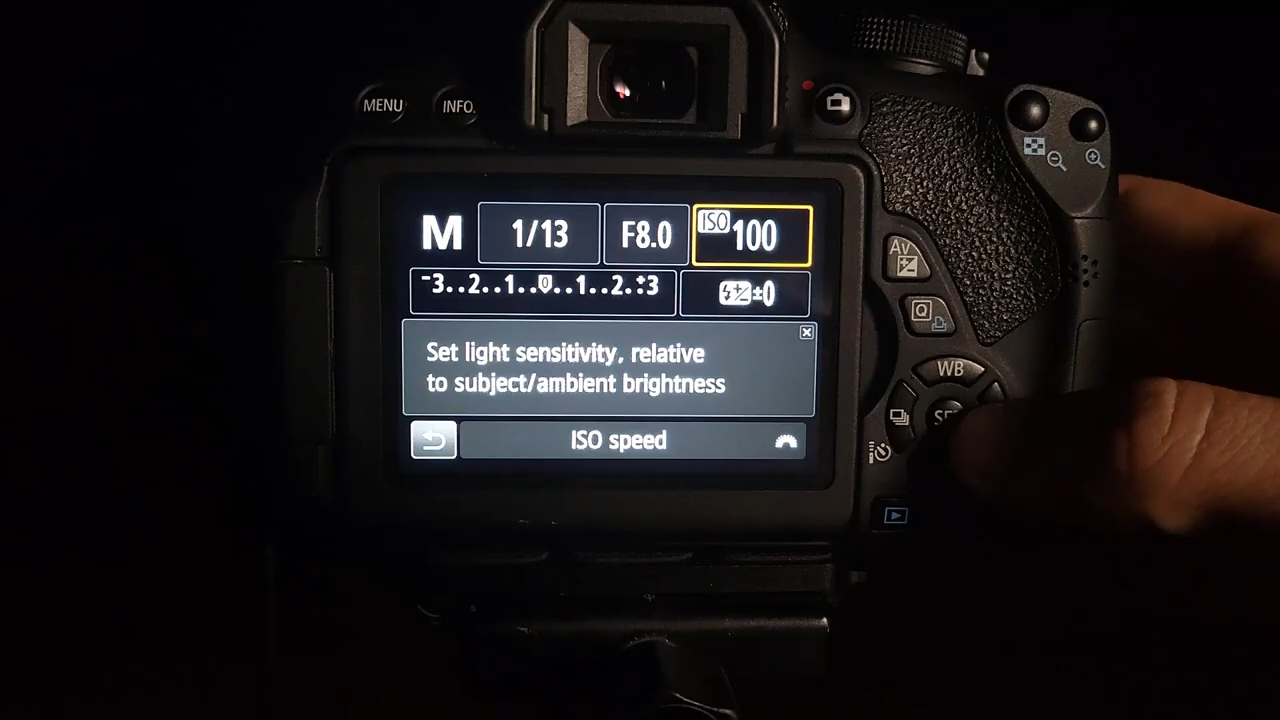 MENU
INFO.
M 1/13 F8.0 ISO 100
-3..2..1..0..1..2.:+3 ±0
Set light sensitivity, relative
to subject/ambient brightness
ISO speed
Av
Q
WB